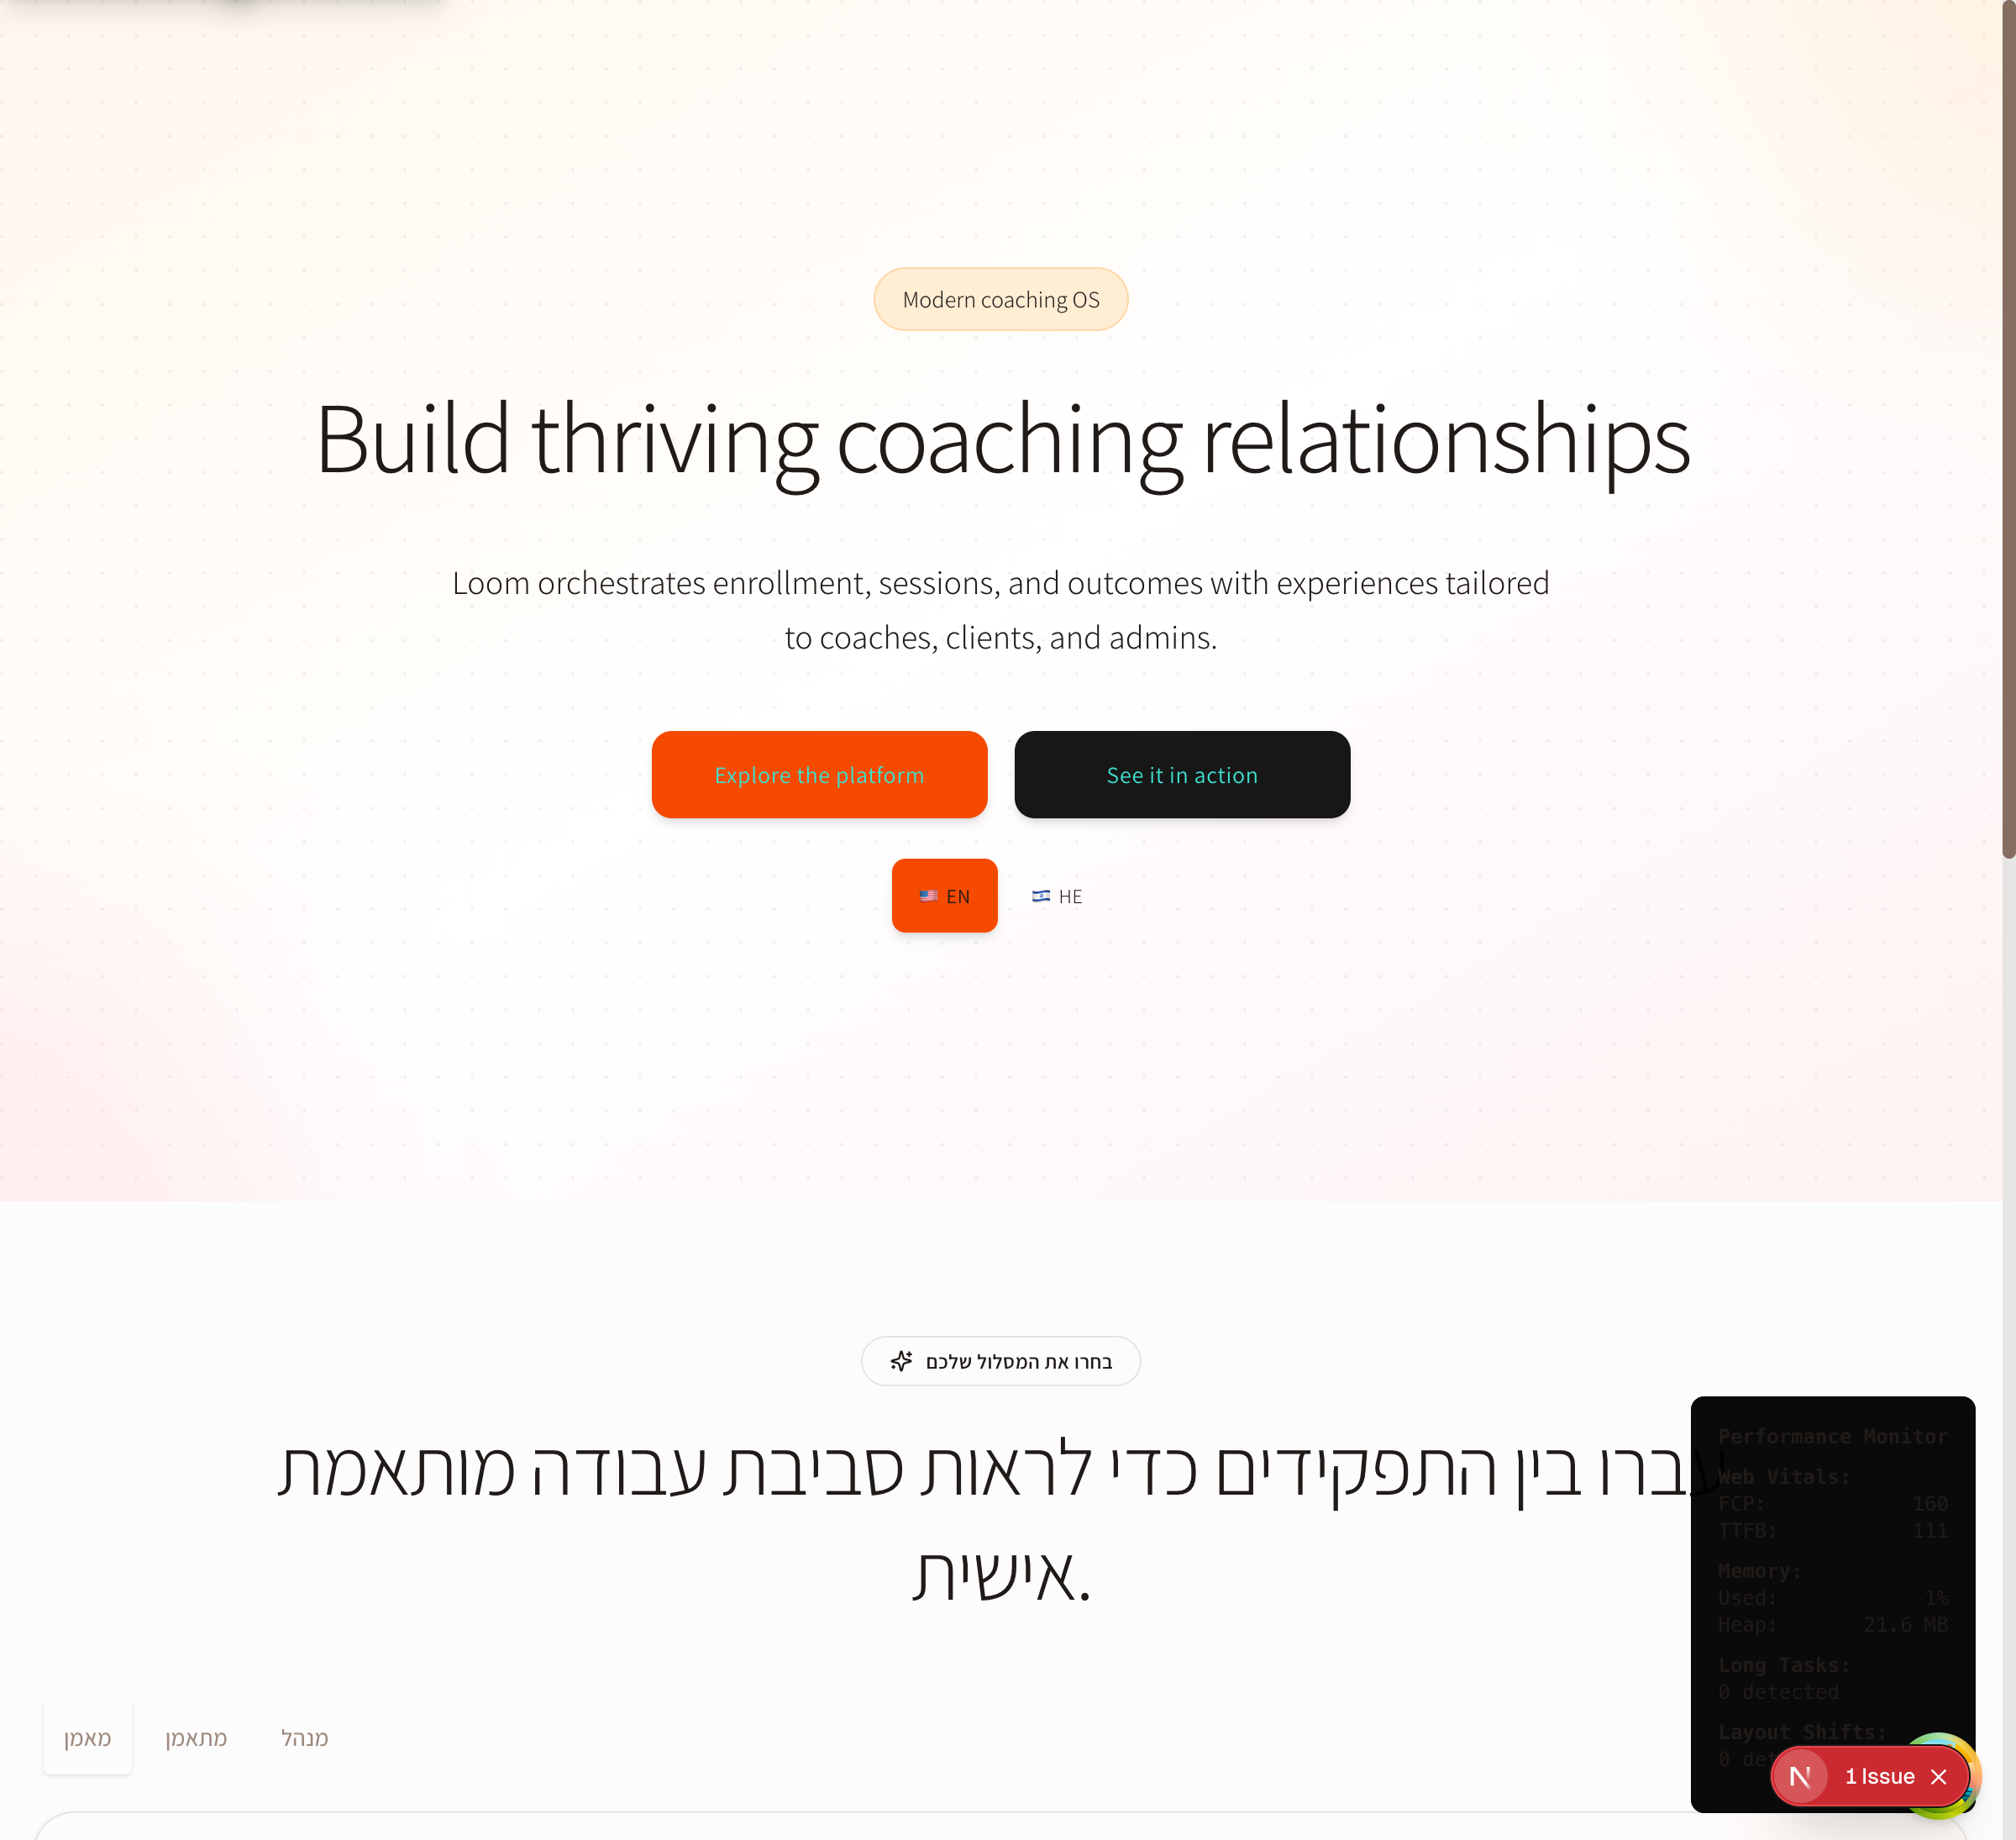 Modern coaching OS
Build thriving coaching relationships
Loom orchestrates enrollment, sessions, and outcomes with experiences tailored
to coaches, clients, and admins.
Explore the platform
See it in action
🇺🇸 EN
🇮🇱 HE
בחרו את המסלול שלכם
עברו בין התפקידים כדי לראות סביבת עבודה מותאמת
אישית.
מאמן
מתאמן
מנהל
Performance Monitor
Web Vitals:
FCP: 160
TTFB: 111
Memory:
Used: 1%
Heap: 21.6 MB
Long Tasks:
0 detected
Layout Shifts:
0 det
N 1 Issue